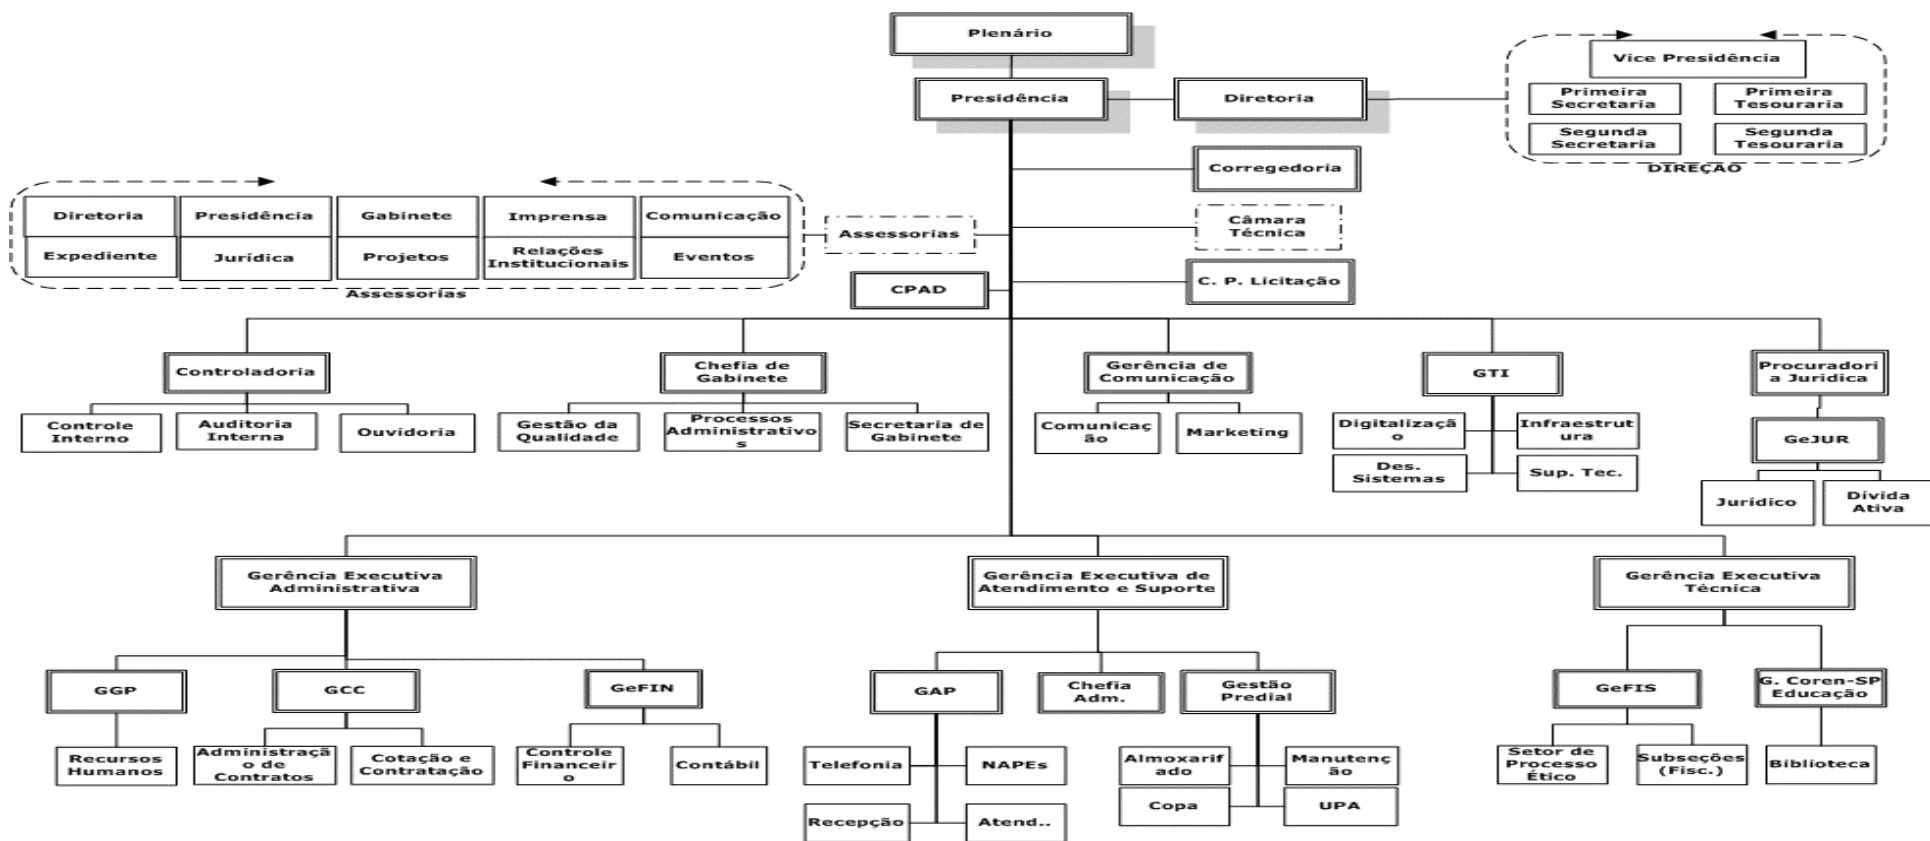 Plenário
Presidência
Diretoria
Vice Presidência
Primeira
Secretaria
Primeira
Tesouraria
Segunda
Secretaria
Segunda
Tesouraria
DIREÇÃO
Corregedoria
Câmara
Técnica
C. P. Licitação
Assessorias
CPAD
Diretoria
Presidência
Gabinete
Imprensa
Comunicação
Expediente
Jurídica
Projetos
Relações
Institucionais
Eventos
Assessorias
Controladoria
Chefia de
Gabinete
Gerência de
Comunicação
GTI
Procuradori
a Jurídica
Controle
Interno
Auditoria
Interna
Ouvidoria
Gestão da
Qualidade
Processos
Administrativo
s
Secretaria de
Gabinete
Comunicaç
ão
Marketing
Digitalizaçã
o
Infraestrut
ura
Des.
Sistemas
Sup. Tec.
GeJUR
Jurídico
Dívida
Ativa
Gerência Executiva
Administrativa
Gerência Executiva de
Atendimento e Suporte
Gerência Executiva
Técnica
GGP
GCC
GeFIN
GAP
Chefia
Adm.
Gestão
Predial
GeFIS
G. Coren-SP
Educação
Recursos
Humanos
Administraçã
o de
Contratos
Cotação e
Contratação
Controle
Financeir
o
Contábil
Telefonia
NAPEs
Recepção
Atend..
Almoxarif
ado
Manuten
ção
Copa
UPA
Setor de
Processo
Ético
Subseções
(Fisc.)
Biblioteca